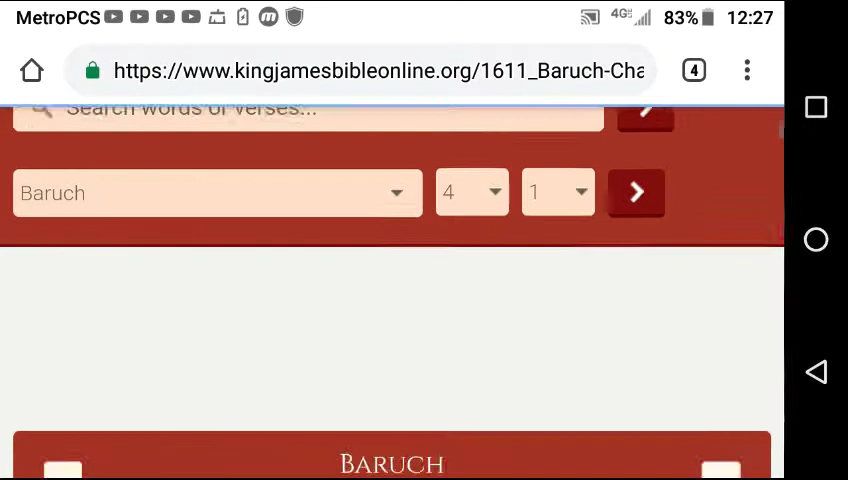 MetroPCS 4G 83% 12:27
https://www.kingjamesbibleonline.org/1611_Baruch-Cha
4
Search words or verses...
Baruch 4 1
BARUCH